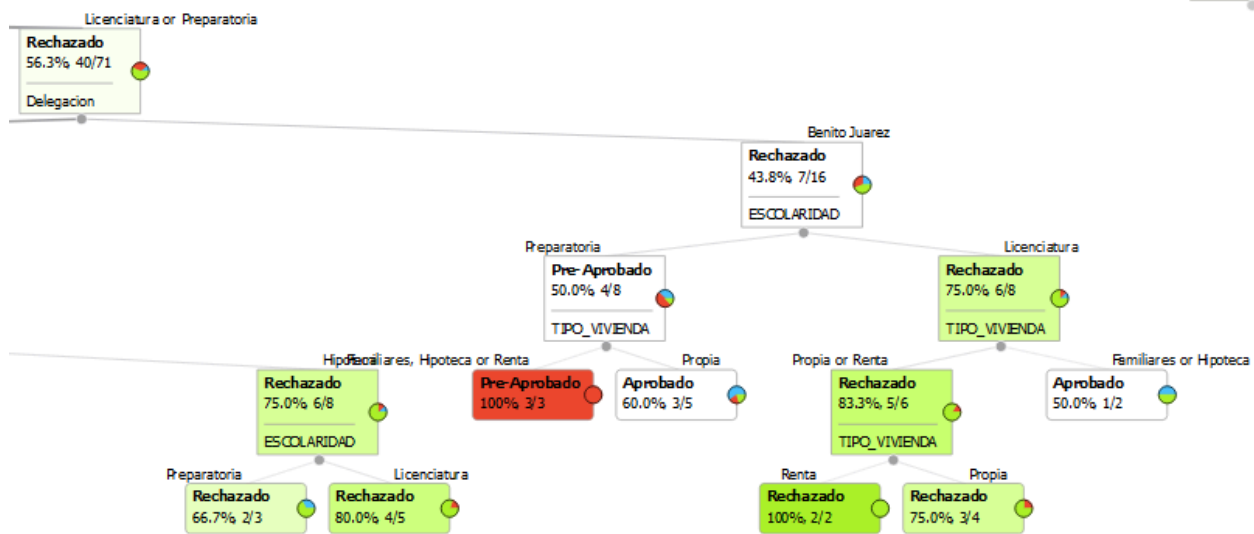 Licenciatura or Preparatoria
Rechazado
56.3%, 40/71
Delegacion
Benito Juarez
Rechazado
43.8%, 7/16
ESCOLARIDAD
Preparatoria
Licenciatura
Pre-Aprobado
50.0%, 4/8
TIPO_VIVIENDA
Rechazado
75.0%, 6/8
TIPO_VIVIENDA
Familiares, Hipoteca or Renta
Propia
Propia or Renta
Familiares or Hipoteca
Rechazado
75.0%, 6/8
ESCOLARIDAD
Pre-Aprobado
100%, 3/3
Aprobado
60.0%, 3/5
Rechazado
83.3%, 5/6
TIPO_VIVIENDA
Aprobado
50.0%, 1/2
Preparatoria
Licenciatura
Renta
Propia
Rechazado
66.7%, 2/3
Rechazado
80.0%, 4/5
Rechazado
100%, 2/2
Rechazado
75.0%, 3/4